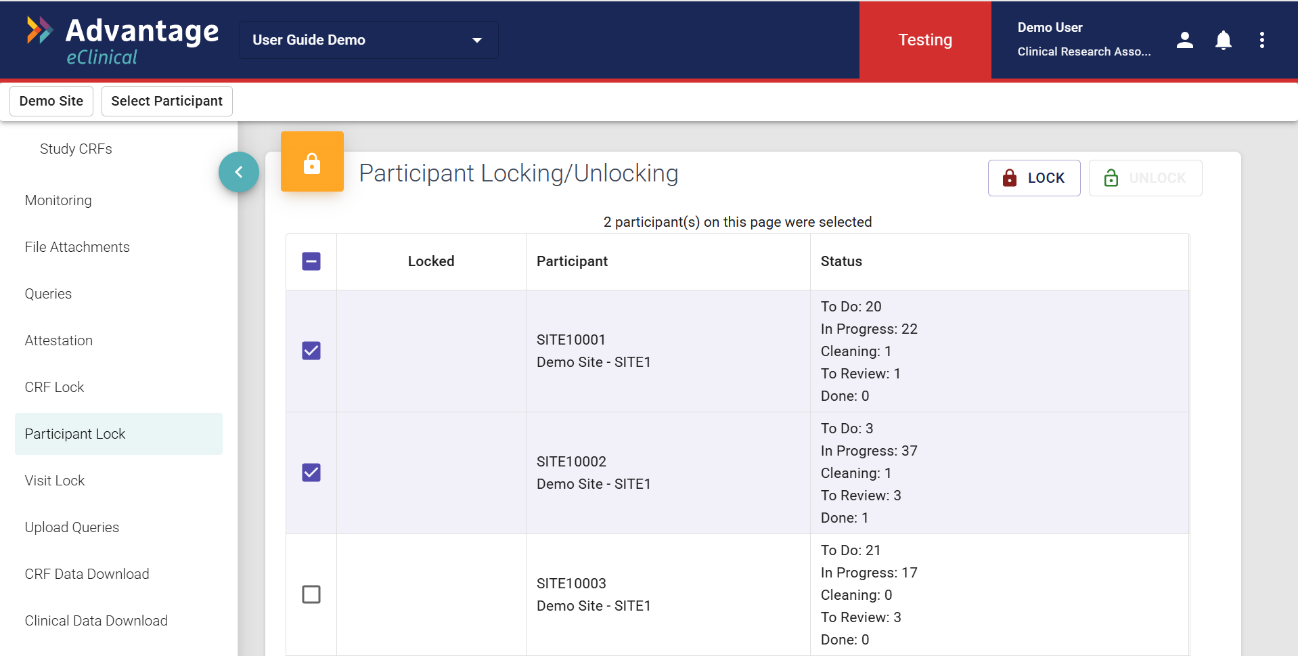 Advantage
eClinical
User Guide Demo
Testing
Demo User
Clinical Research Asso...
Demo Site
Select Participant
Study CRFs
Monitoring
File Attachments
Queries
Attestation
CRF Lock
Participant Lock
Visit Lock
Upload Queries
CRF Data Download
Clinical Data Download
Participant Locking/Unlocking
LOCK
UNLOCK
2 participant(s) on this page were selected
Locked
Participant
Status
SITE10001
Demo Site - SITE1
To Do: 20
In Progress: 22
Cleaning: 1
To Review: 1
Done: 0
SITE10002
Demo Site - SITE1
To Do: 3
In Progress: 37
Cleaning: 1
To Review: 3
Done: 1
SITE10003
Demo Site - SITE1
To Do: 21
In Progress: 17
Cleaning: 0
To Review: 3
Done: 0